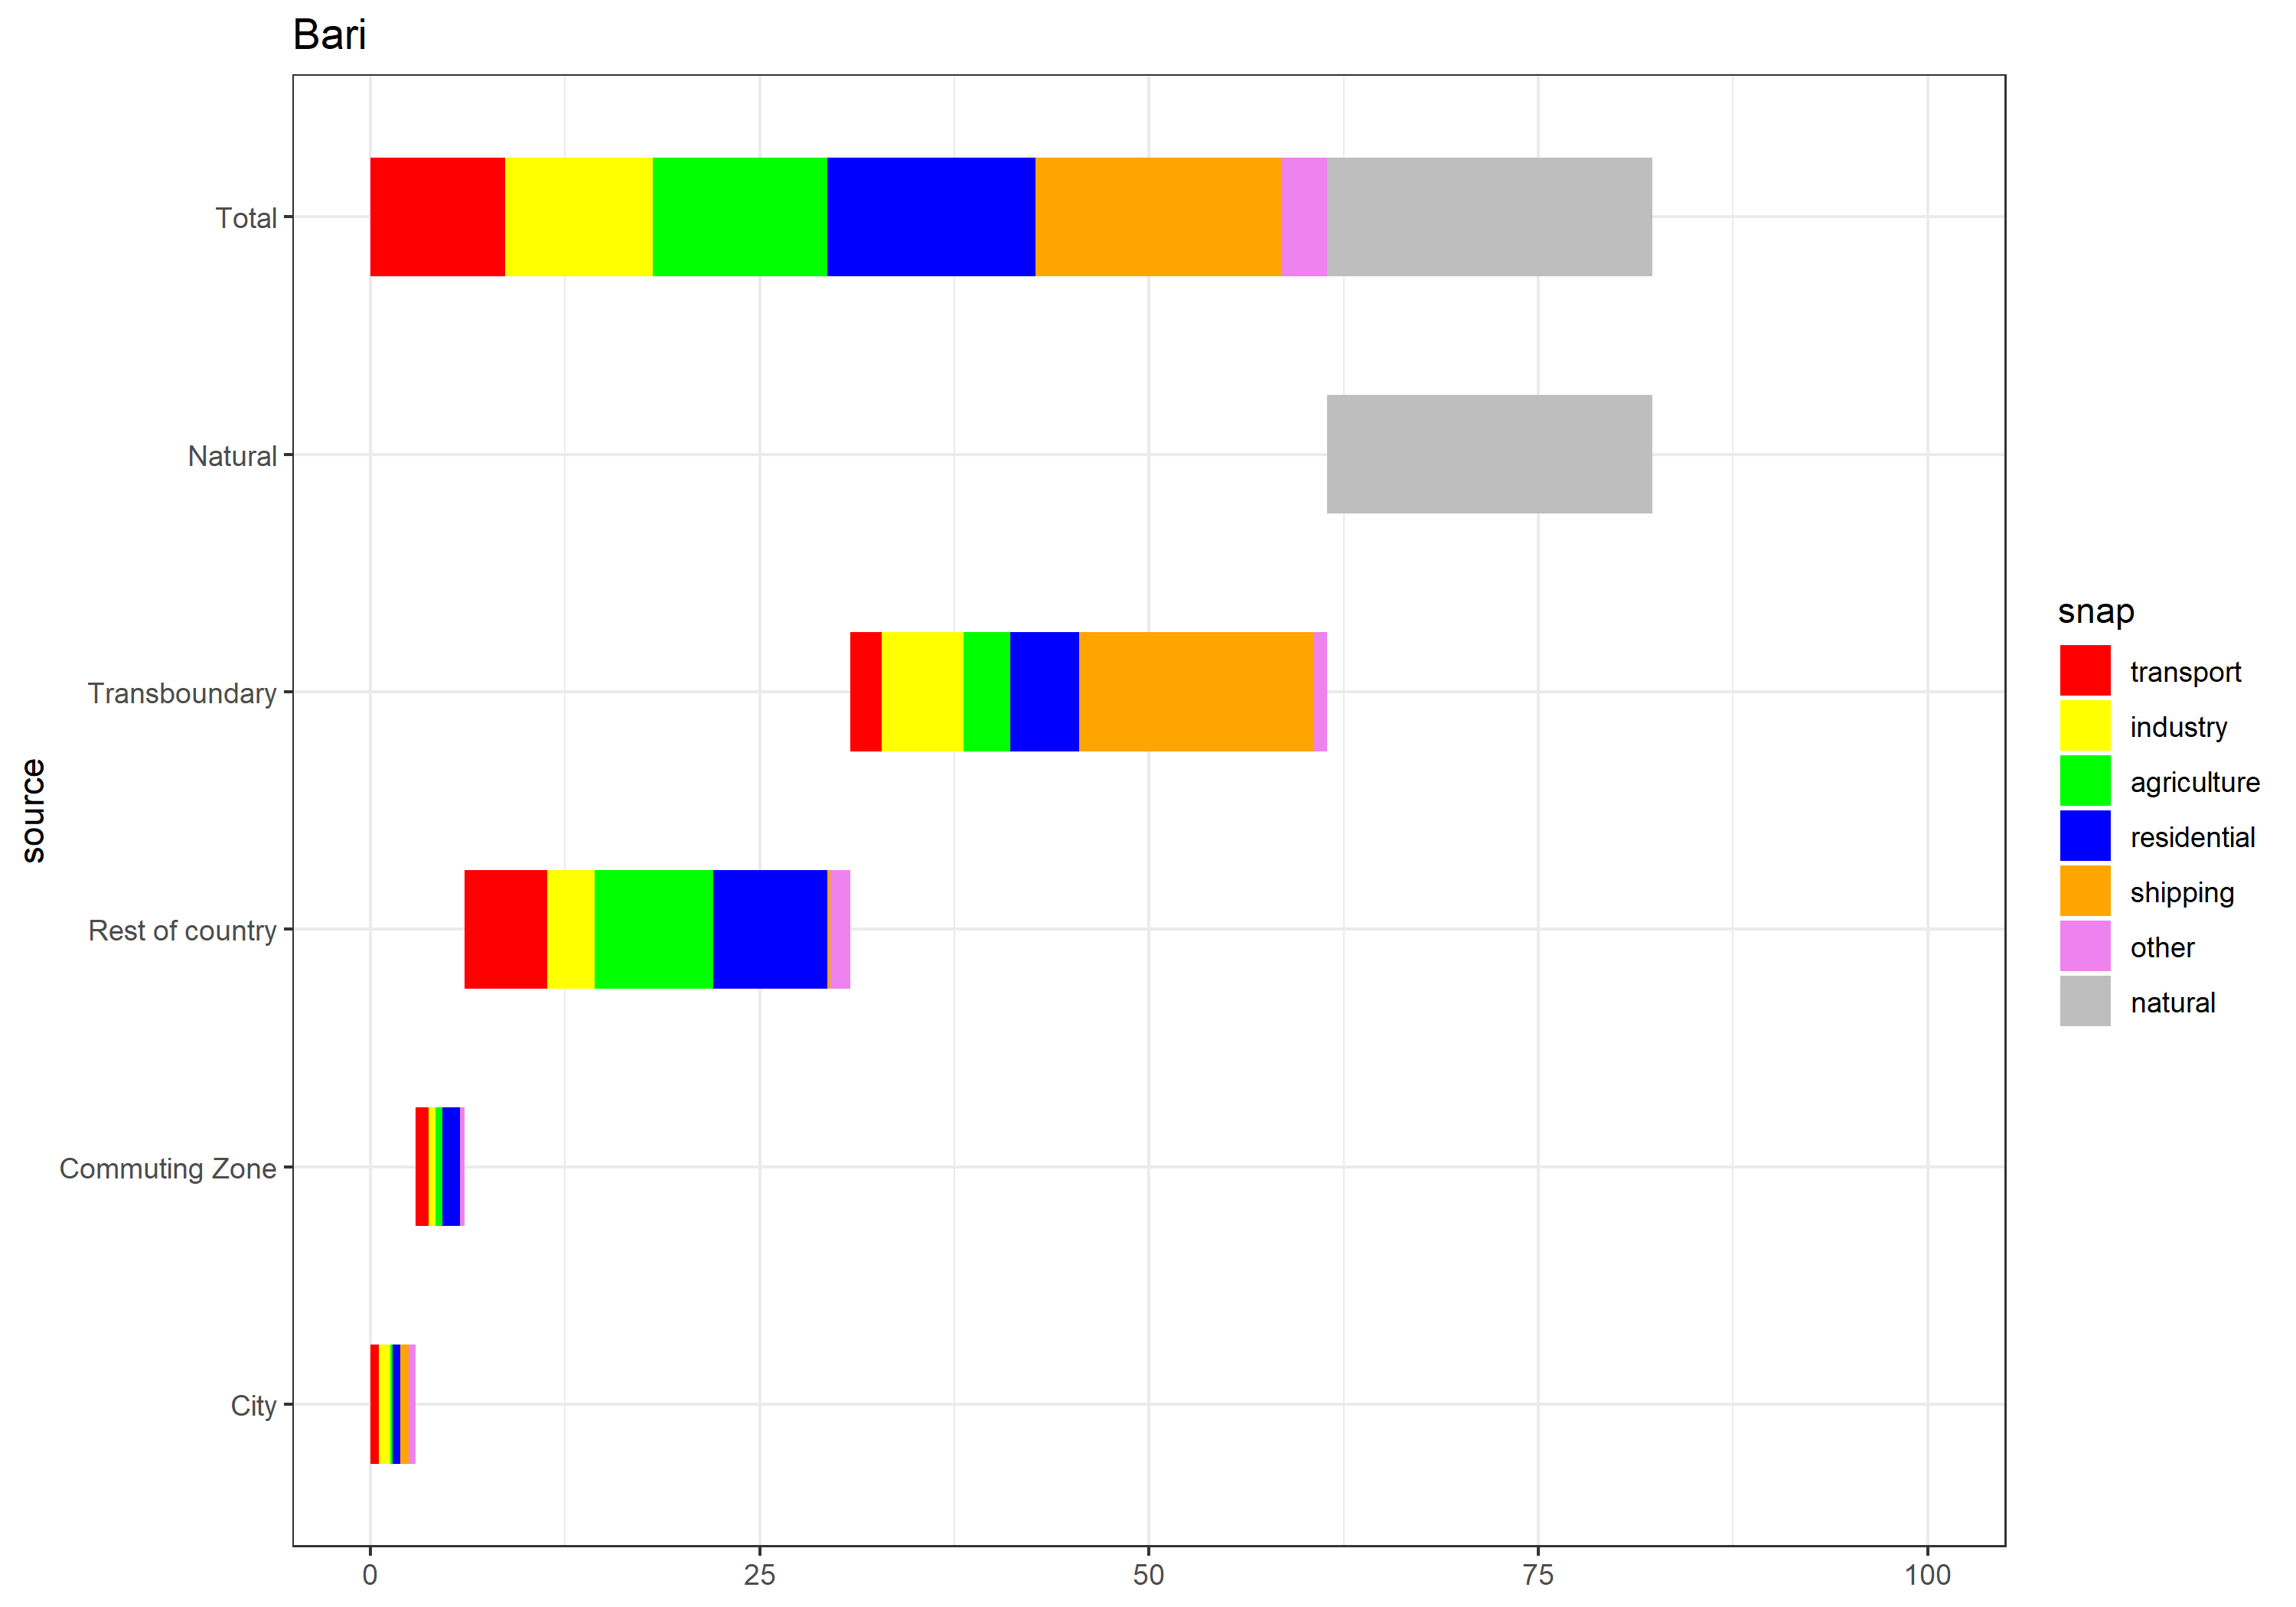 Bari
Total
Natural
Transboundary
Rest of country
Commuting Zone
City
source
0 25 50 75 100
snap
transport
industry
agriculture
residential
shipping
other
natural